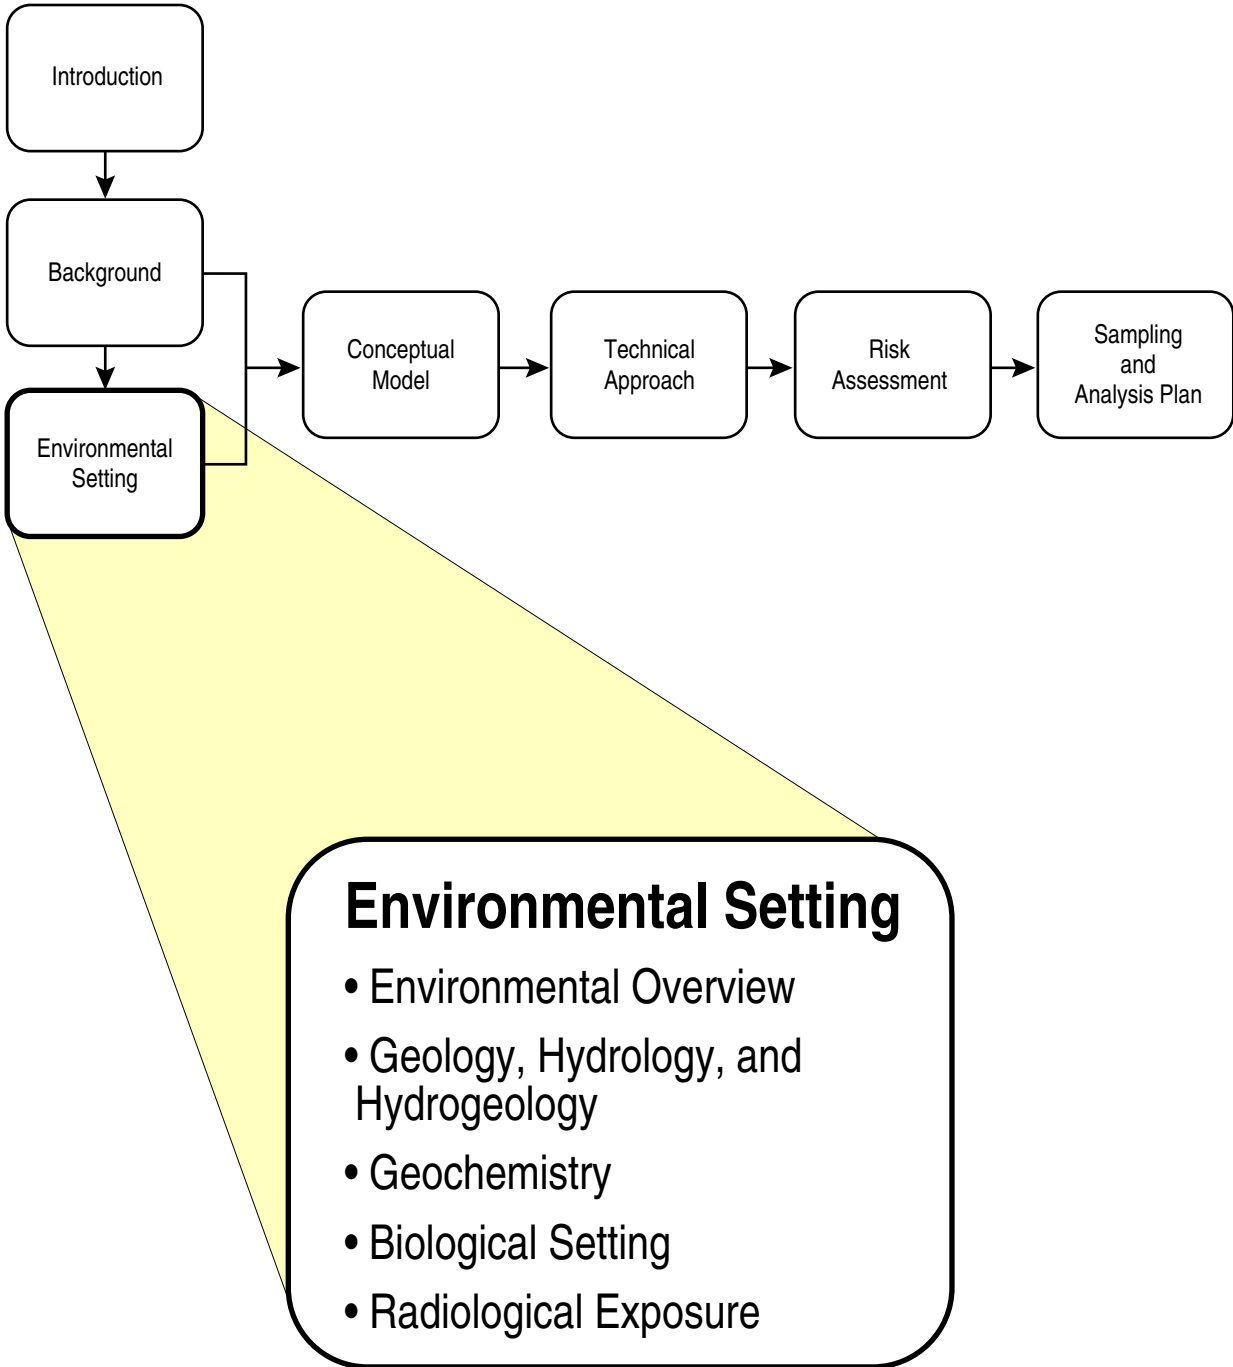 Introduction
Background
Environmental
Setting
Conceptual
Model
Technical
Approach
Risk
Assessment
Sampling
and
Analysis Plan
Environmental Setting
• Environmental Overview
• Geology, Hydrology, and
Hydrogeology
• Geochemistry
• Biological Setting
• Radiological Exposure